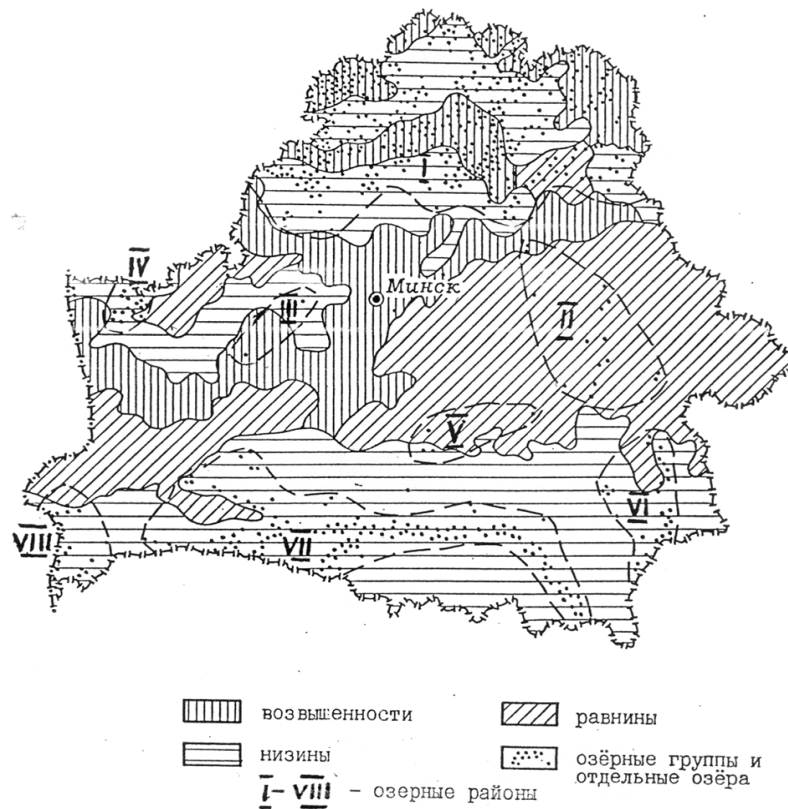 I
IV
Минск
III
II
V
VI
VIII
VII
возвышенности
равнины
низины
озёрные группы и
отдельные озёра
I-VIII - озерные районы